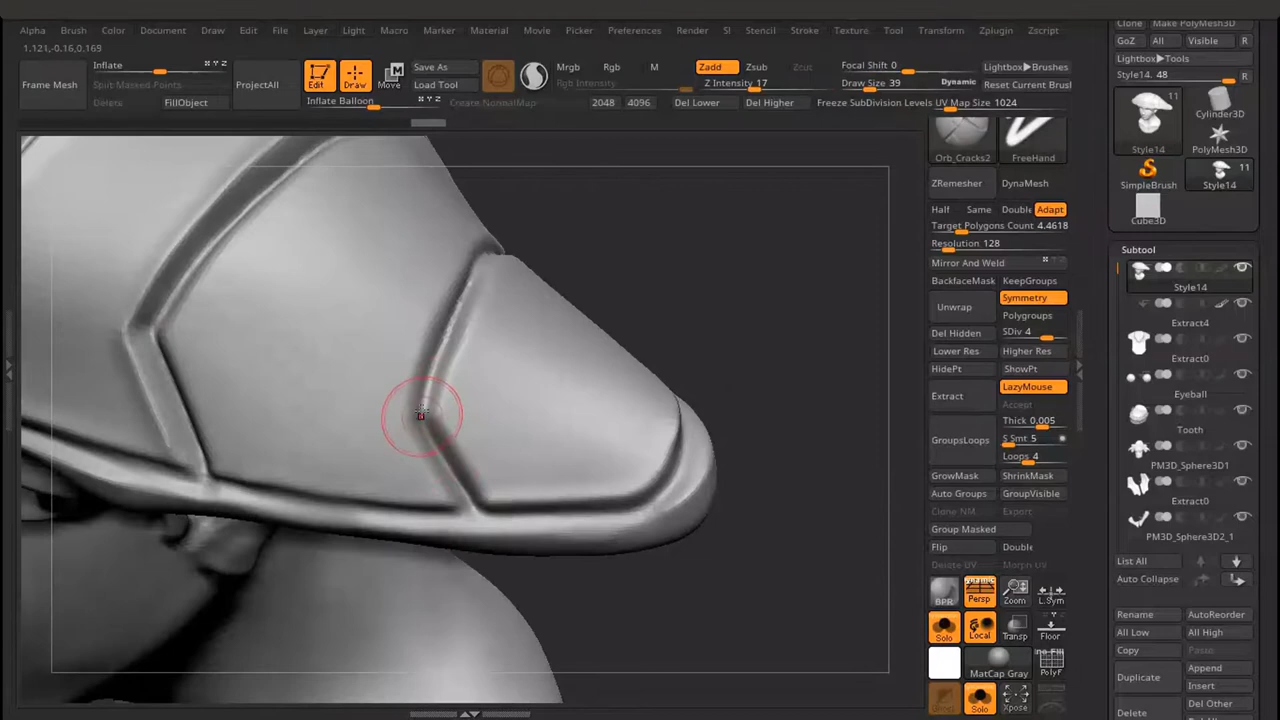 Alpha Brush Color Document Draw Edit File Layer Light Macro Marker Material Movie Picker Preferences Render SI Stencil Stroke Texture Tool Transform Zplugin Zscript
1.121,-0.16,0.169
Frame Mesh
Inflate
X Y Z
Split Masked Points
Delete
FillObject
ProjectAll
Edit
Draw
Move
Inflate Balloon
X Y Z
Save As
Load Tool
Create NormalMap
Mrgb
Rgb
M
Rgb Intensity
Zadd
Zsub
Cut
Z Intensity 17
Focal Shift 0
Draw Size 39
Dynamic
Lightbox▶Brushes
Reset Current Brush
2048
4096
Del Lower
Del Higher
Freeze SubDivision Levels
UV Map Size 1024
Clone
Make PolyMesh3D
GoZ
All
Visible
R
Lightbox▶Tools
Style14. 48
R
11
Cylinder3D
PolyMesh3D
SimpleBrush
11
Style14
Cube3D
Orb_Cracks2
FreeHand
ZRemesher
DynaMesh
Half
Same
Double
Adapt
Target Polygons Count 4.4618
Resolution 128
Mirror And Weld
BackfaceMask
KeepGroups
Unwrap
Symmetry
Polygroups
Del Hidden
SDiv 4
Lower Res
Higher Res
HidePt
ShowPt
Extract
LazyMouse
Accept
Thick 0.005
GroupsLoops
S Smt 5
Loops 4
GrowMask
ShrinkMask
Auto Groups
GroupVisible
Clone NM
Export
Group Masked
Flip
Double
Delete UV
Morph UV
BPR
Dynamic
Persp
Zoom
L.Sym
Solo
Local
Transp
Floor
MatCap Gray
PolyF
Ghost
Solo
Xpose
Subtool
Style14
Extract4
Extract0
Eyeball
Tooth
PM3D_Sphere3D1
Extract0
PM3D_Sphere3D2_1
List All
Auto Collapse
Rename
AutoReorder
All Low
All High
Copy
Paste
Duplicate
Append
Insert
Delete
Del Other